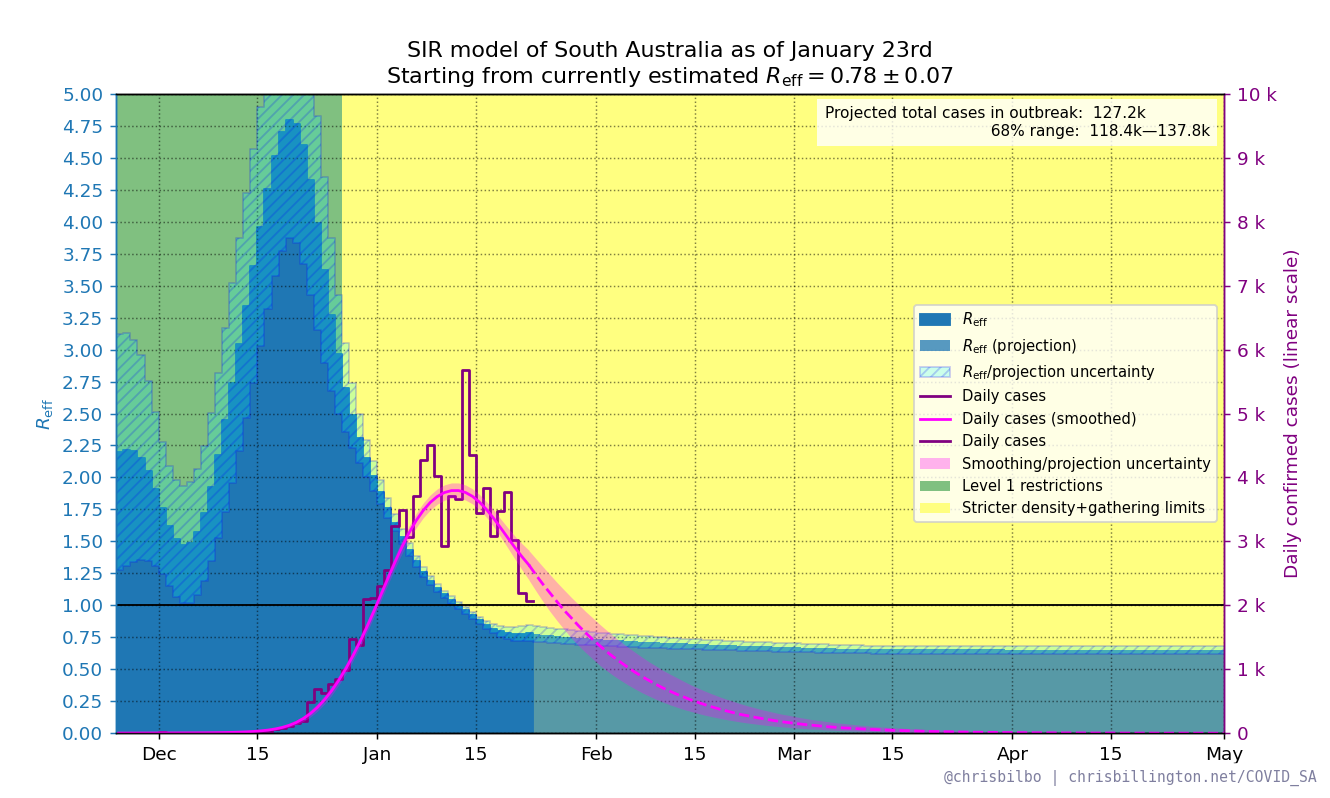 SIR model of South Australia as of January 23rd
Starting from currently estimated R_eff = 0.78 ± 0.07
Projected total cases in outbreak: 127.2k
68% range: 118.4k—137.8k
5.00
4.75
4.50
4.25
4.00
3.75
3.50
3.25
3.00
2.75
2.50
2.25
2.00
1.75
1.50
1.25
1.00
0.75
0.50
0.25
0.00
R_eff
10 k
9 k
8 k
7 k
6 k
5 k
4 k
3 k
2 k
1 k
0
Daily confirmed cases (linear scale)
R_eff
R_eff (projection)
R_eff/projection uncertainty
Daily cases
Daily cases (smoothed)
Daily cases
Smoothing/projection uncertainty
Level 1 restrictions
Stricter density+gathering limits
Dec 15 Jan 15 Feb 15 Mar 15 Apr 15 May
@chrisbilbo | chrisbillington.net/COVID_SA